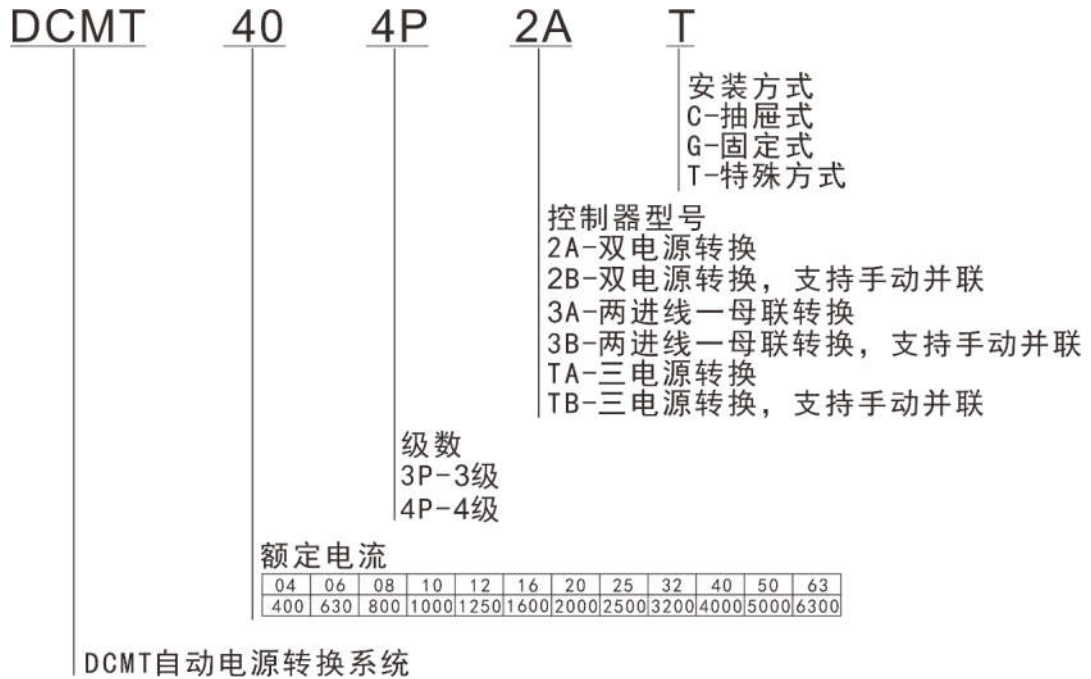 DCMT 40 4P 2A T
安装方式
C-抽屉式
G-固定式
T-特殊方式
控制器型号
2A-双电源转换
2B-双电源转换，支持手动并联
3A-两进线一母联转换
3B-两进线一母联转换，支持手动并联
TA-三电源转换
TB-三电源转换，支持手动并联
级数
3P-3级
4P-4级
额定电流
04 06 08 10 12 16 20 25 32 40 50 63
400 630 800 1000 1250 1600 2000 2500 3200 4000 5000 6300
DCMT自动电源转换系统